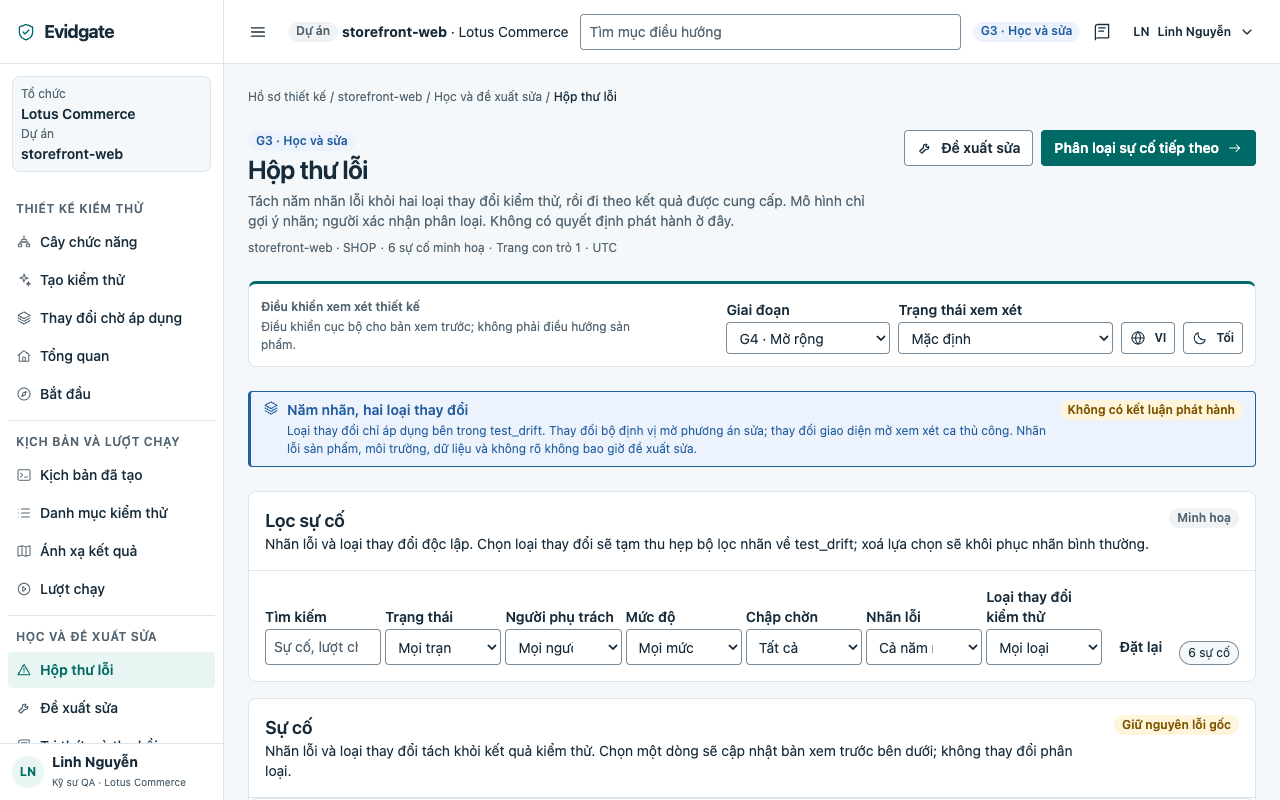 Evidgate
Dự án storefront-web · Lotus Commerce
Tìm mục điều hướng
G3 · Học và sửa
LN Linh Nguyễn
Tổ chức
Lotus Commerce
Dự án
storefront-web
THIẾT KẾ KIỂM THỬ
Cây chức năng
Tạo kiểm thử
Thay đổi chờ áp dụng
Tổng quan
Bắt đầu
KỊCH BẢN VÀ LƯỢT CHẠY
Kịch bản đã tạo
Danh mục kiểm thử
Ánh xạ kết quả
Lượt chạy
HỌC VÀ ĐỀ XUẤT SỬA
Hộp thư lỗi
Đề xuất sửa
LN
Linh Nguyễn
Kỹ sư QA · Lotus Commerce
Hồ sơ thiết kế / storefront-web / Học và đề xuất sửa / Hộp thư lỗi
G3 · Học và sửa
Hộp thư lỗi
Tách năm nhãn lỗi khỏi hai loại thay đổi kiểm thử, rồi đi theo kết quả được cung cấp. Mô hình chỉ
gợi ý nhãn; người xác nhận phân loại. Không có quyết định phát hành ở đây.
storefront-web · SHOP · 6 sự cố minh hoạ · Trang con trỏ 1 · UTC
Đề xuất sửa
Phân loại sự cố tiếp theo
Điều khiển xem xét thiết kế
Điều khiển cục bộ cho bản xem trước; không phải điều hướng sản
phẩm.
Giai đoạn
G4 · Mở rộng
Trạng thái xem xét
Mặc định
VI
Tối
Năm nhãn, hai loại thay đổi
Không có kết luận phát hành
Loại thay đổi chỉ áp dụng bên trong test_drift. Thay đổi bộ định vị mở phương án sửa; thay đổi giao diện mở xem xét ca thủ công. Nhãn
lỗi sản phẩm, môi trường, dữ liệu và không rõ không bao giờ đề xuất sửa.
Lọc sự cố
Minh hoạ
Nhãn lỗi và loại thay đổi độc lập. Chọn loại thay đổi sẽ tạm thu hẹp bộ lọc nhãn về test_drift; xoá lựa chọn sẽ khôi phục nhãn bình thường.
Tìm kiếm
Sự cố, lượt ch
Trạng thái
Mọi trạn
Người phụ trách
Mọi ngườ
Mức độ
Mọi mức
Chập chờn
Tất cả
Nhãn lỗi
Cả năm
Loại thay đổi
kiểm thử
Mọi loại
Đặt lại
6 sự cố
Sự cố
Giữ nguyên lỗi gốc
Nhãn lỗi và loại thay đổi tách khỏi kết quả kiểm thử. Chọn một dòng sẽ cập nhật bản xem trước bên dưới; không thay đổi phân
loại.